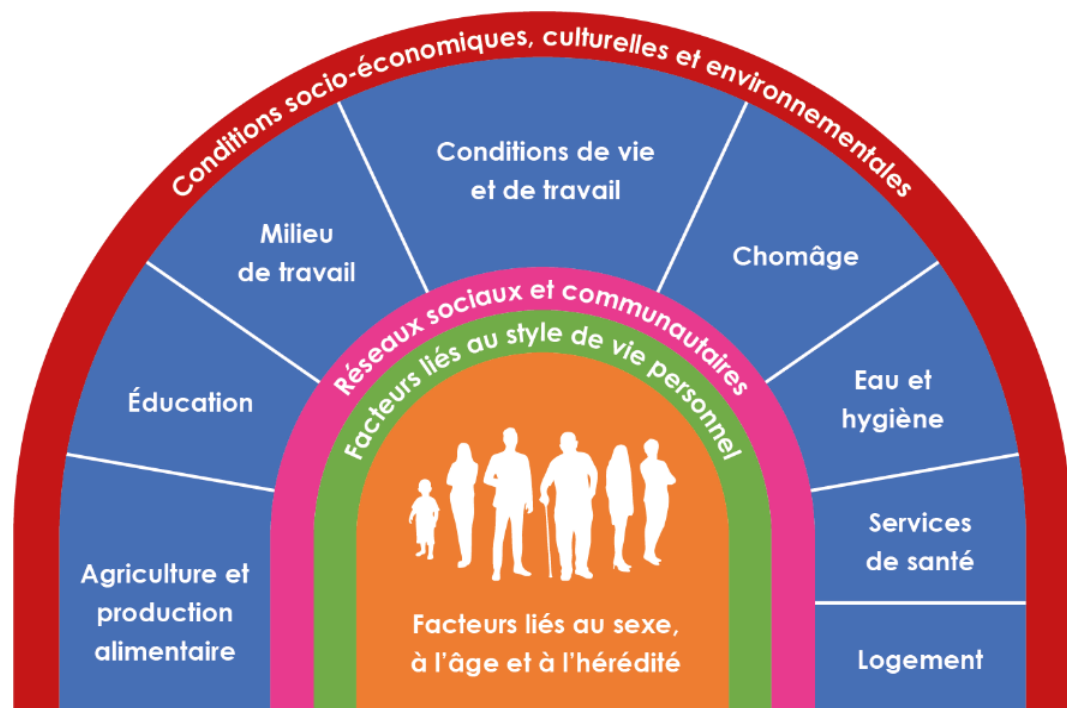 Conditions socio-économiques, culturelles et environnementales
Conditions de vie
et de travail
Milieu
de travail
Chomâge
Réseaux sociaux et communautaires
Facteurs liés au style de vie personnel
Éducation
Eau et
hygiène
Services
de santé
Agriculture et
production
alimentaire
Facteurs liés au sexe,
à l'âge et à l'hérédité
Logement